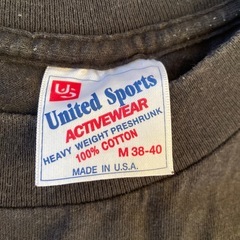 US
United Sports
ACTIVEWEAR
HEAVY WEIGHT PRESHRUNK
100% COTTON
M 38-40
MADE IN U.S.A.